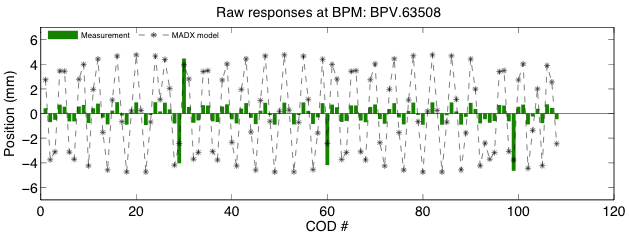 Raw responses at BPM: BPV.63508
Measurement
MADX model
Position (mm)
6
4
2
0
−2
−4
−6
0
20
40
60
80
100
120
COD #